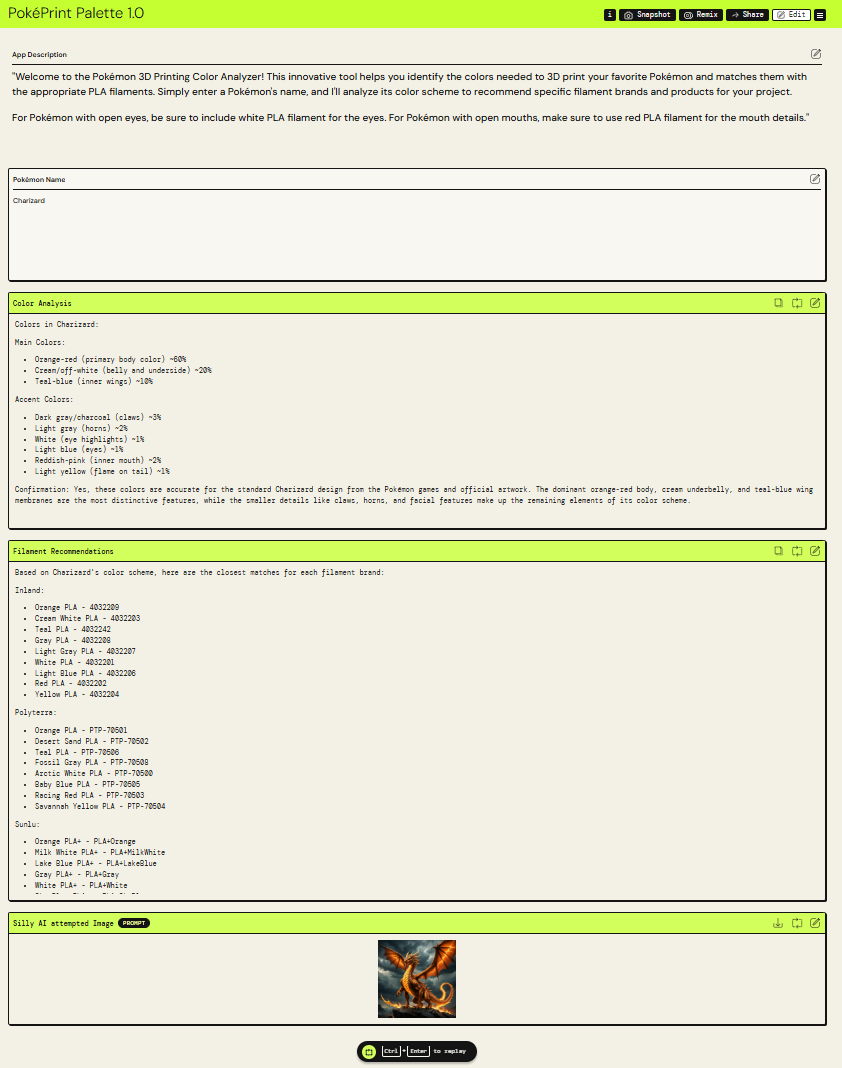 PokéPrint Palette 1.0
i
Snapshot
Remix
Share
Edit
App Description
"Welcome to the Pokémon 3D Printing Color Analyzer! This innovative tool helps you identify the colors needed to 3D print your favorite Pokémon and matches them with
the appropriate PLA filaments. Simply enter a Pokémon's name, and I'll analyze its color scheme to recommend specific filament brands and products for your project.
For Pokémon with open eyes, be sure to include white PLA filament for the eyes. For Pokémon with open mouths, make sure to use red PLA filament for the mouth details."
Pokémon Name
Charizard
Color Analysis
Colors in Charizard:
Main Colors:
• Orange-red (primary body color) ~60%
• Cream/off-white (belly and underside) ~20%
• Teal-blue (inner wings) ~10%
Accent Colors:
• Dark gray/charcoal (claws) ~3%
• Light gray (horns) ~2%
• White (eye highlights) ~1%
• Light blue (eyes) ~1%
• Reddish-pink (inner mouth) ~2%
• Light yellow (flame on tail) ~1%
Confirmation: Yes, these colors are accurate for the standard Charizard design from the Pokémon games and official artwork. The dominant orange-red body, cream underbelly, and teal-blue wing
membranes are the most distinctive features, while the smaller details like claws, horns, and facial features make up the remaining elements of its color scheme.
Filament Recommendations
Based on Charizard's color scheme, here are the closest matches for each filament brand:
Inland:
• Orange PLA - 4032209
• Cream White PLA - 4032203
• Teal PLA - 4032242
• Gray PLA - 4032208
• Light Gray PLA - 4032207
• White PLA - 4032201
• Light Blue PLA - 4032206
• Red PLA - 4032202
• Yellow PLA - 4032204
Polyterra:
• Orange PLA - PTP-70501
• Desert Sand PLA - PTP-70502
• Teal PLA - PTP-70506
• Fossil Gray PLA - PTP-70508
• Arctic White PLA - PTP-70500
• Baby Blue PLA - PTP-70505
• Racing Red PLA - PTP-70503
• Savannah Yellow PLA - PTP-70504
Sunlu:
• Orange PLA+ - PLA+Orange
• Milk White PLA+ - PLA+MilkWhite
• Lake Blue PLA+ - PLA+LakeBlue
• Gray PLA+ - PLA+Gray
• White PLA+ - PLA+White
Silly AI attempted Image PROMPT
Ctrl + Enter to replay